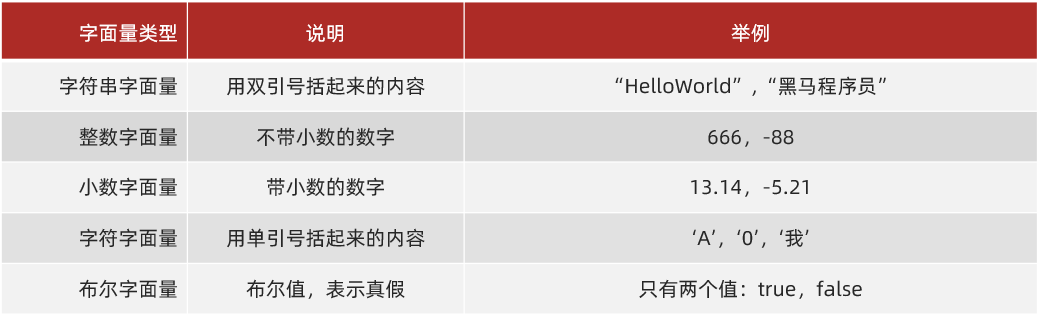 字面量类型 说明 举例
字符串字面量 用双引号括起来的内容 “HelloWorld”,“黑马程序员”
整数字面量 不带小数的数字 666，-88
小数字面量 带小数的数字 13.14，-5.21
字符字面量 用单引号括起来的内容 ‘A’，‘0’，‘我’
布尔字面量 布尔值，表示真假 只有两个值：true，false